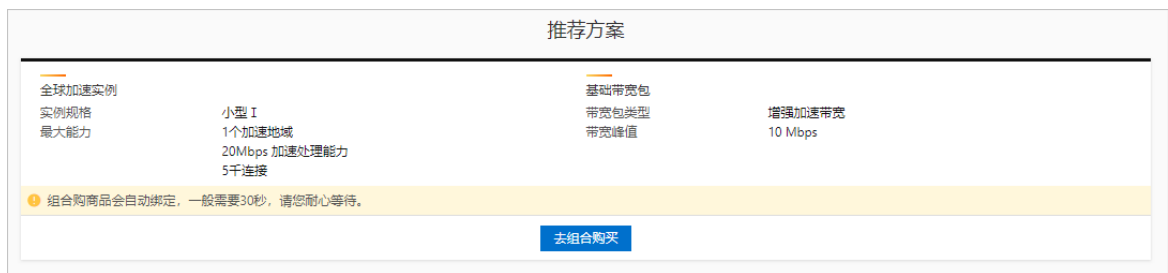 推荐方案
全球加速实例
实例规格 小型 I
最大能力 1个加速地域
20Mbps 加速处理能力
5千连接
基础带宽包
带宽包类型 增强加速带宽
带宽峰值 10 Mbps
组合购商品会自动绑定，一般需要30秒，请您耐心等待。
去组合购买